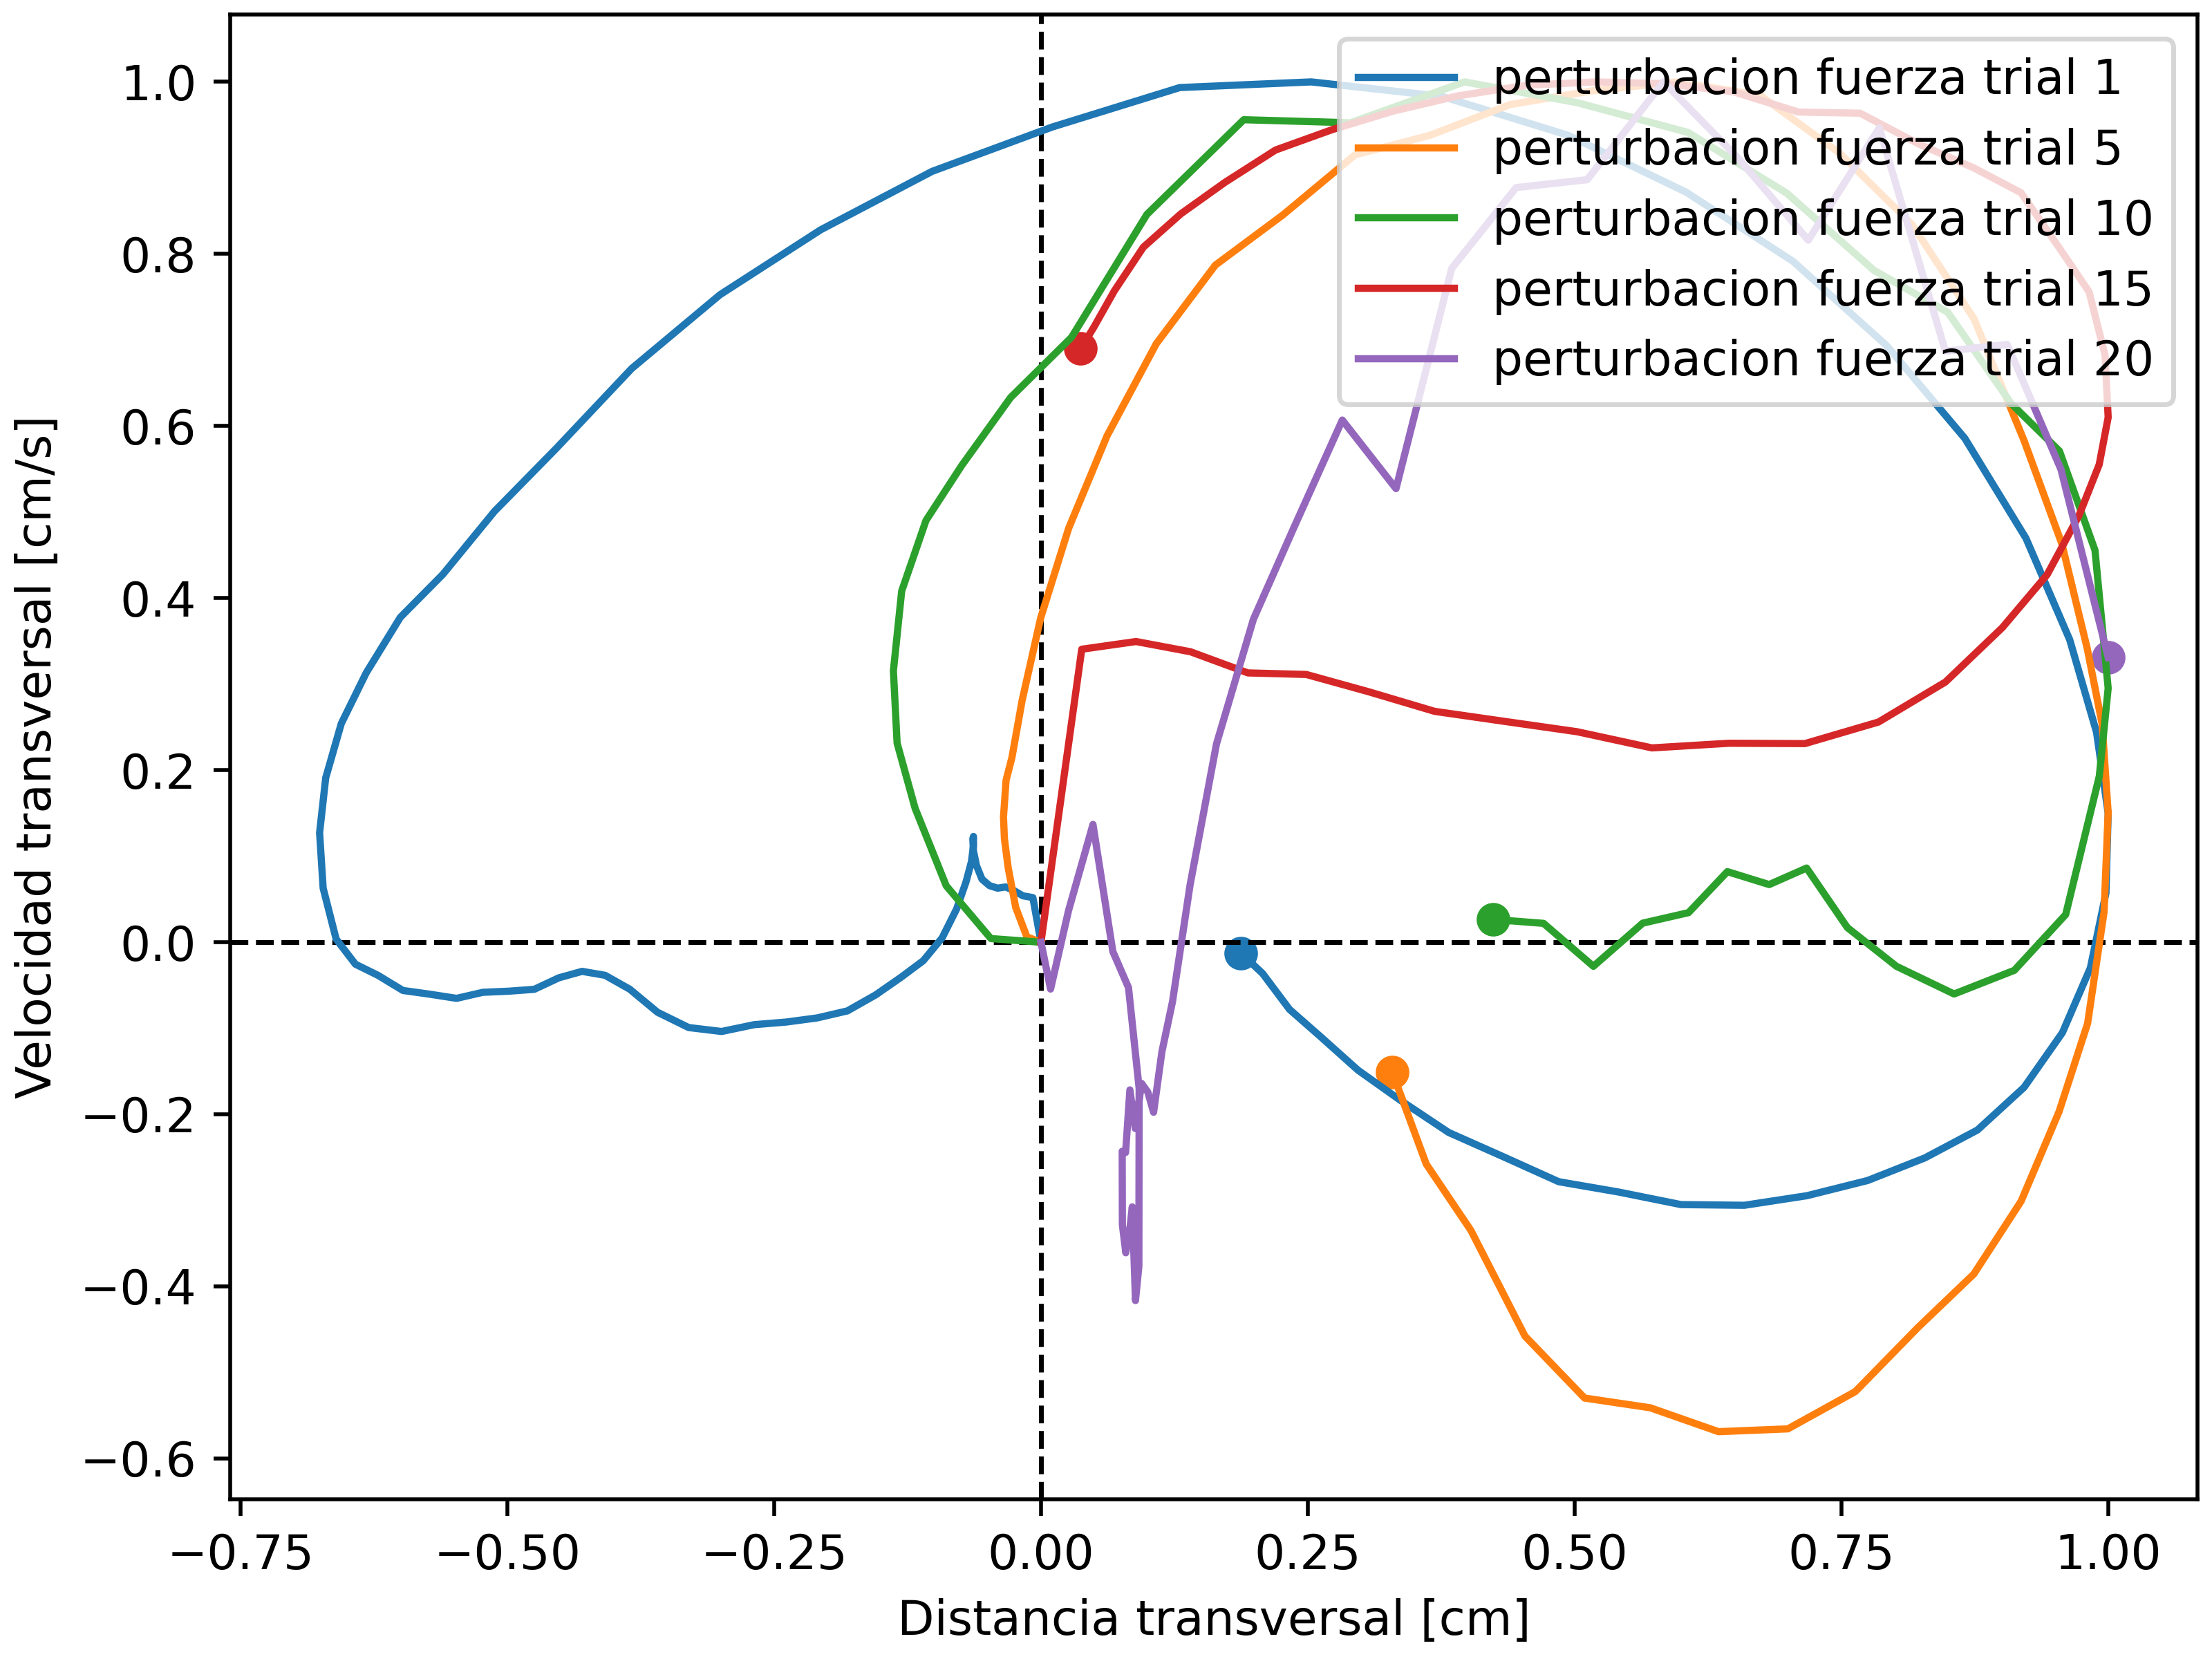 perturbacion fuerza trial 1
perturbacion fuerza trial 5
perturbacion fuerza trial 10
perturbacion fuerza trial 15
perturbacion fuerza trial 20
Velocidad transversal [cm/s]
1.0
0.8
0.6
0.4
0.2
0.0
−0.2
−0.4
−0.6
−0.75 −0.50 −0.25 0.00 0.25 0.50 0.75 1.00
Distancia transversal [cm]